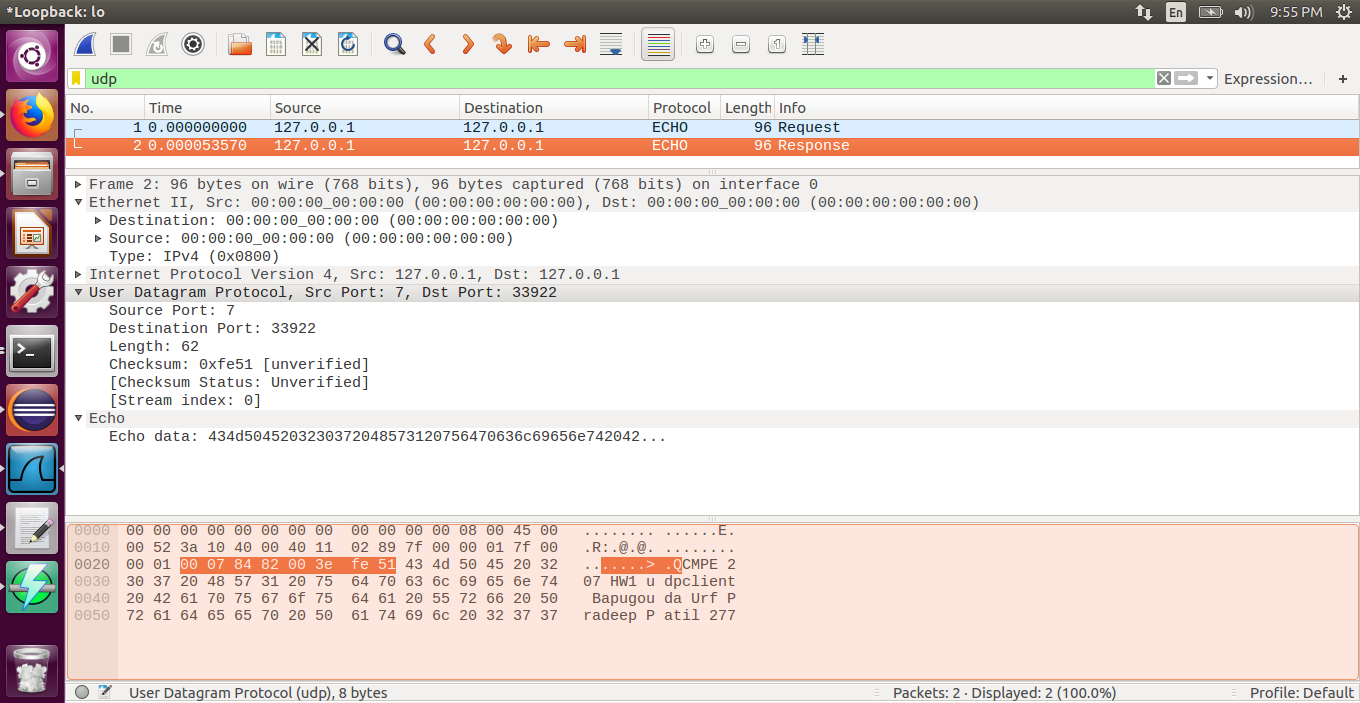 *Loopback: lo
En
9:55 PM
udp
Expression…
+
No. Time Source Destination Protocol Length Info
1 0.000000000 127.0.0.1 127.0.0.1 ECHO 96 Request
2 0.000053570 127.0.0.1 127.0.0.1 ECHO 96 Response
Frame 2: 96 bytes on wire (768 bits), 96 bytes captured (768 bits) on interface 0
Ethernet II, Src: 00:00:00_00:00:00 (00:00:00:00:00:00), Dst: 00:00:00_00:00:00 (00:00:00:00:00:00)
Destination: 00:00:00_00:00:00 (00:00:00:00:00:00)
Source: 00:00:00_00:00:00 (00:00:00:00:00:00)
Type: IPv4 (0x0800)
Internet Protocol Version 4, Src: 127.0.0.1, Dst: 127.0.0.1
User Datagram Protocol, Src Port: 7, Dst Port: 33922
Source Port: 7
Destination Port: 33922
Length: 62
Checksum: 0xfe51 [unverified]
[Checksum Status: Unverified]
[Stream index: 0]
Echo
Echo data: 434d504520323037204857312075647063​6c69656e742042...
0000 00 00 00 00 00 00 00 00 00 00 00 00 08 00 45 00 ........ ......E.
0010 00 52 3a 10 40 00 40 11 02 89 7f 00 00 01 7f 00 .R:.@.@. ........
0020 00 01 00 07 84 82 00 3e fe 51 43 4d 50 45 20 32 .......> .QCMPE 2
0030 30 37 20 48 57 31 20 75 64 70 63 6c 69 65 6e 74 07 HW1 u dpclient
0040 20 42 61 70 75 67 6f 75 64 61 20 55 72 66 20 50 Bapugou da Urf P
0050 72 61 64 65 65 70 20 50 61 74 69 6c 20 32 37 37 radeep P atil 277
User Datagram Protocol (udp), 8 bytes
Packets: 2 · Displayed: 2 (100.0%)
Profile: Default